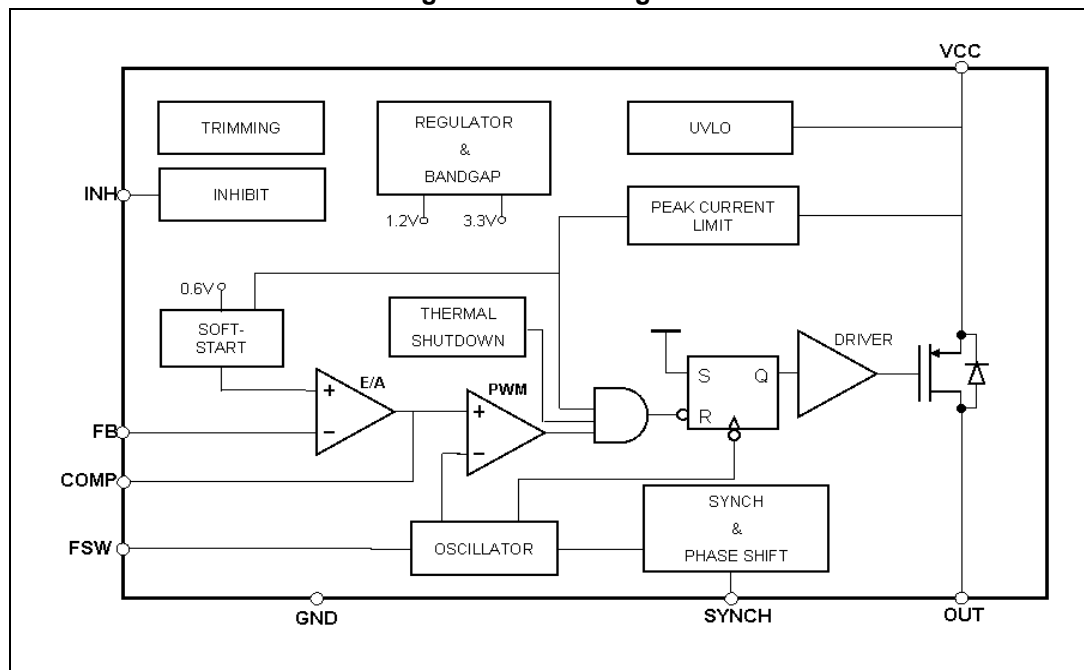 VCC
TRIMMING
REGULATOR
&
BANDGAP
UVLO
INH
INHIBIT
1.2V
3.3V
PEAK CURRENT
LIMIT
0.6V
SOFT-
START
THERMAL
SHUTDOWN
DRIVER
E/A
+
−
PWM
+
−
S
Q
R
FB
COMP
FSW
OSCILLATOR
SYNCH
&
PHASE SHIFT
GND
SYNCH
OUT